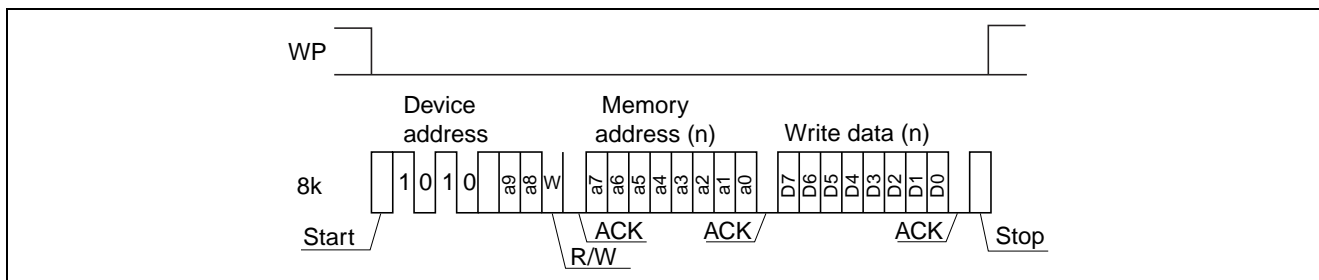 WP
Device
address
Memory
address (n)
Write data (n)
8k
1 0 1 0 a9 a8 W a7 a6 a5 a4 a3 a2 a1 a0 D7 D6 D5 D4 D3 D2 D1 D0
Start ACK ACK ACK Stop
R/W